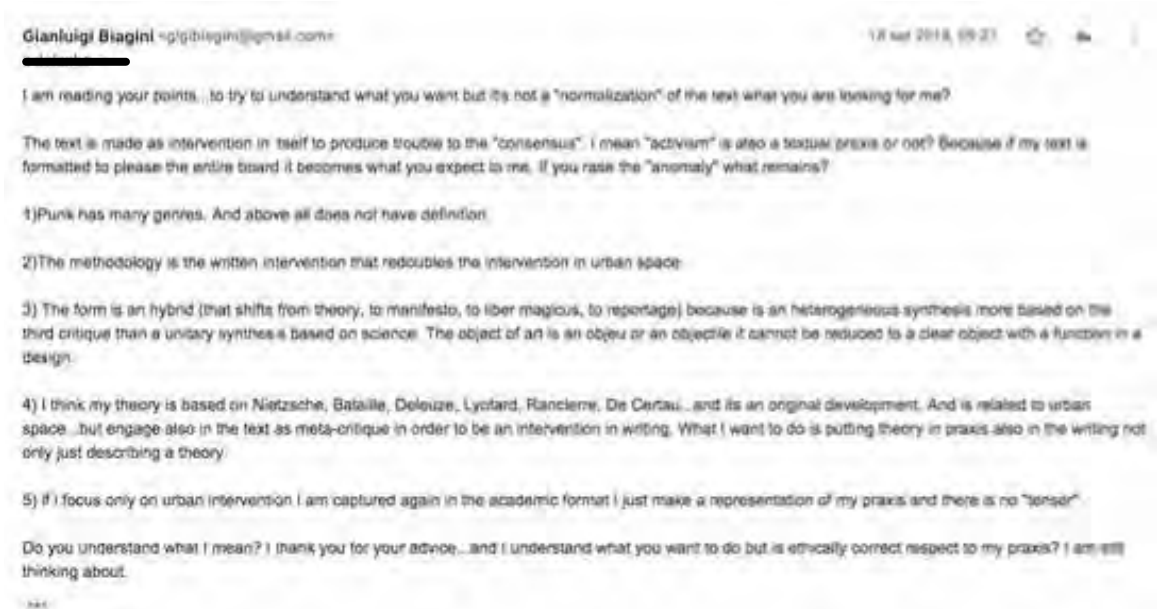 Gianluigi Biagini <gigibiagini@gmail.com> 18 set 2018, 09:21
I am reading your points...to try to understand what you want but its not a "normalization" of the text what you are looking for me?
The text is made as intervention in itself to produce trouble to the "consensus". I mean "activism" is also a textual praxis or not? Because if my text is
formatted to please the entire board it becomes what you expect to me. If you rase the "anomaly" what remains?
1)Punk has many genres. And above all does not have definition.
2)The methodology is the written intervention that redoubles the intervention in urban space
3) The form is an hybrid (that shifts from theory, to manifesto, to liber magicus, to reportage) because is an heterogeneous synthesis more based on the
third critique than a unitary synthesis based on science. The object of art is an objeu or an objectile it cannot be reduced to a clear object with a function in a
design.
4) I think my theory is based on Nietzsche, Bataille, Deleuze, Lyotard, Ranciere, De Certau...and its an original development. And is related to urban
space...but engage also in the text as meta-critique in order to be an intervention in writing. What I want to do is putting theory in praxis also in the writing not
only just describing a theory
5) If I focus only on urban intervention I am captured again in the academic format I just make a representation of my praxis and there is no "tensor".
Do you understand what I mean? I thank you for your advice...and I understand what you want to do but is ethically correct respect to my praxis? I am still
thinking about.